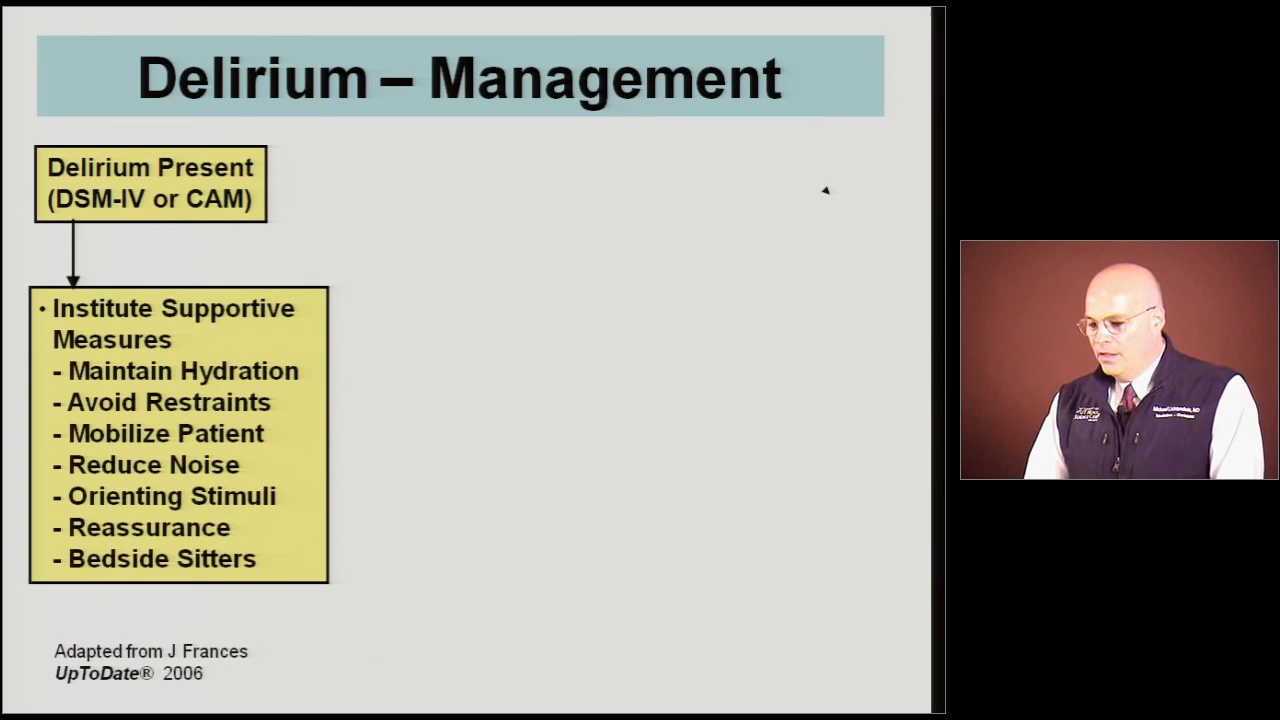 Delirium – Management
Delirium Present
(DSM-IV or CAM)
• Institute Supportive
Measures
- Maintain Hydration
- Avoid Restraints
- Mobilize Patient
- Reduce Noise
- Orienting Stimuli
- Reassurance
- Bedside Sitters
Adapted from J Frances
UpToDate® 2006